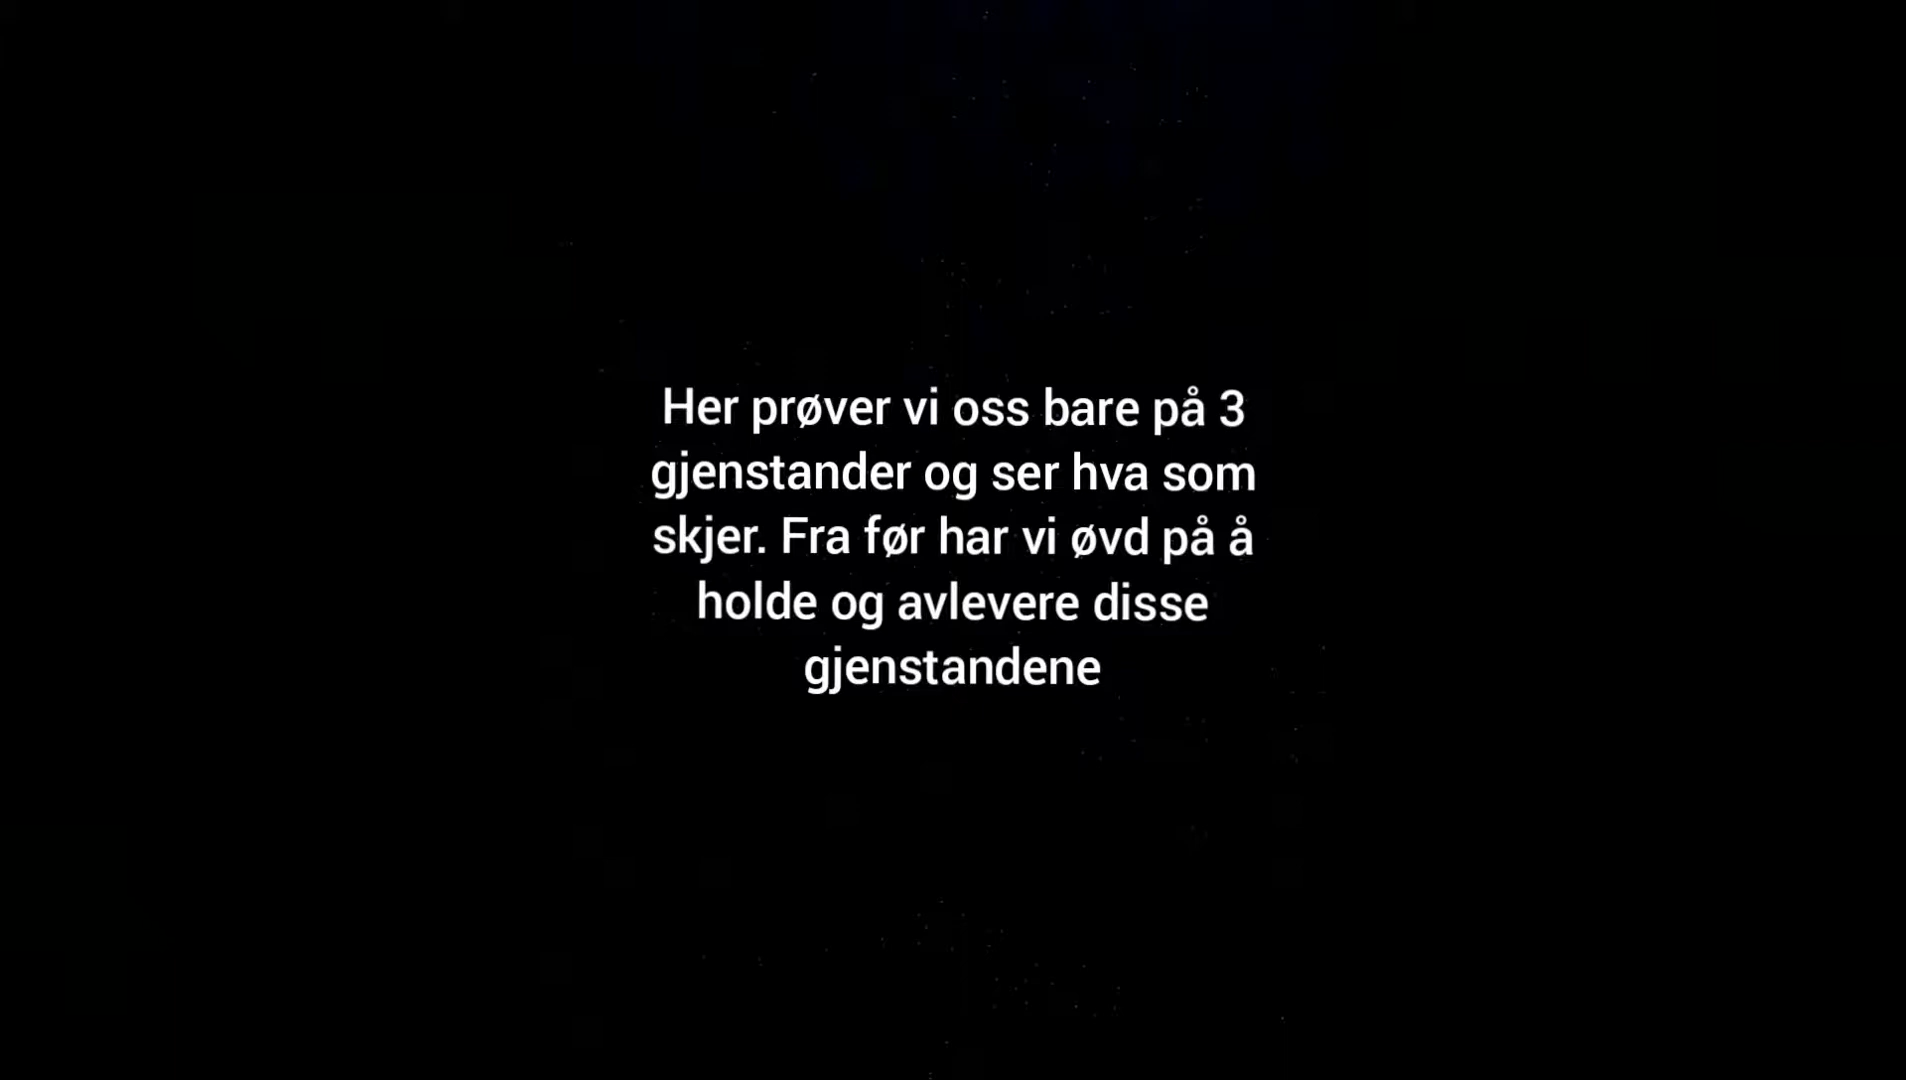 Her prøver vi oss bare på 3
gjenstander og ser hva som
skjer. Fra før har vi øvd på å
holde og avlevere disse
gjenstandene